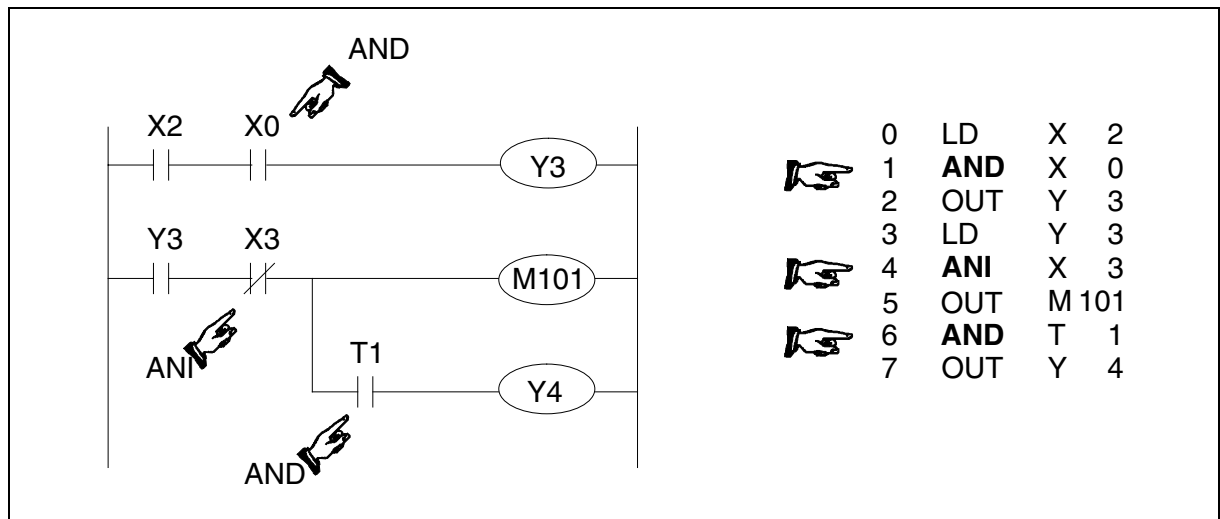 AND
X2 X0
Y3
Y3 X3
M101
ANI
T1
Y4
AND
0 LD X 2
1 AND X 0
2 OUT Y 3
3 LD Y 3
4 ANI X 3
5 OUT M 101
6 AND T 1
7 OUT Y 4